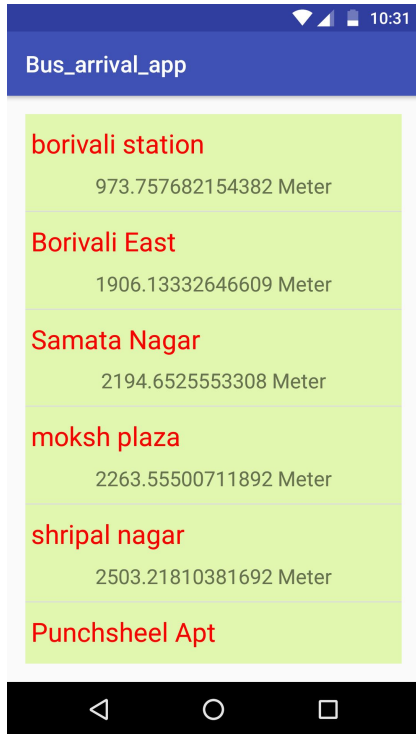 10:31
Bus_arrival_app
borivali station
973.757682154382 Meter
Borivali East
1906.13332646609 Meter
Samata Nagar
2194.6525553308 Meter
moksh plaza
2263.55500711892 Meter
shripal nagar
2503.21810381692 Meter
Punchsheel Apt